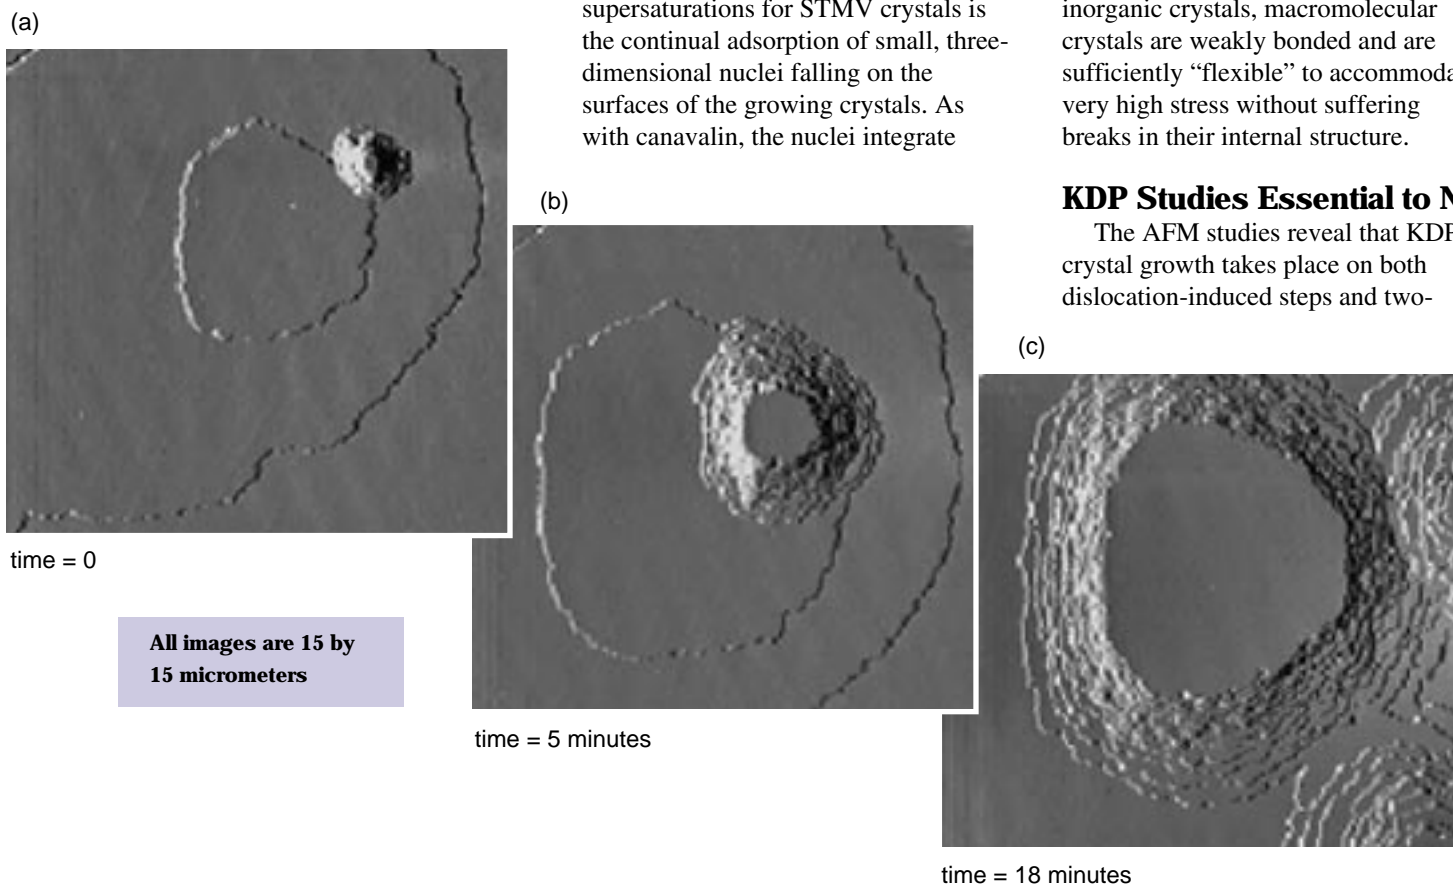 (a)
supersaturations for STMV crystals is
the continual adsorption of small, three-
dimensional nuclei falling on the
surfaces of the growing crystals. As
with canavalin, the nuclei integrate
inorganic crystals, macromolecular
crystals are weakly bonded and are
sufficiently “flexible” to accommoda
very high stress without suffering
breaks in their internal structure.
KDP Studies Essential to N
The AFM studies reveal that KDP
crystal growth takes place on both
dislocation-induced steps and two-
(b)
(c)
time = 0
All images are 15 by
15 micrometers
time = 5 minutes
time = 18 minutes